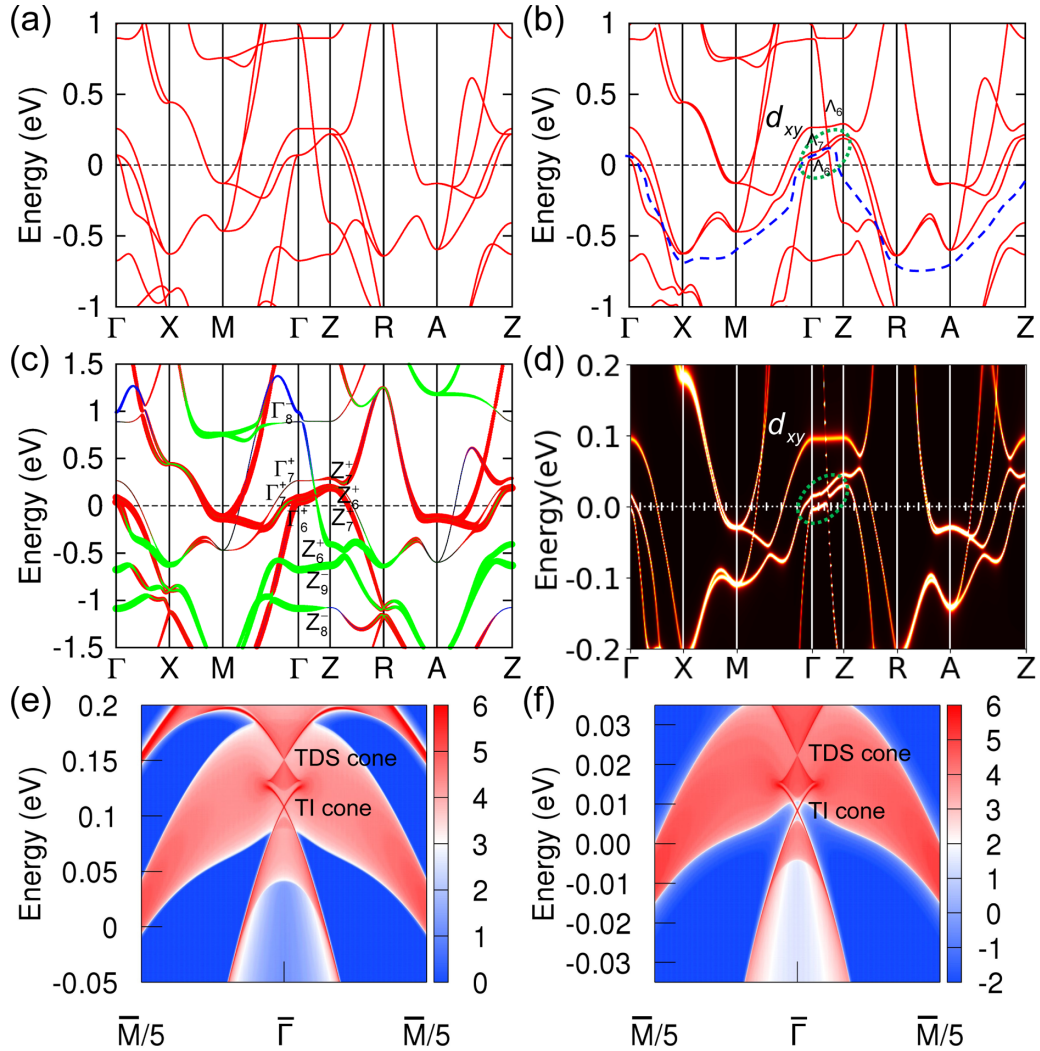 (a)
1
0.5
0
-0.5
-1
Energy (eV)
Γ X M Γ Z R A Z
(b)
1
0.5
0
-0.5
-1
Energy (eV)
d_xy
Λ6
Λ7
Λ6
Γ X M Γ Z R A Z
(c)
1.5
1
0.5
0
-0.5
-1
-1.5
Energy (eV)
Γ8-
Γ7+
Γ7+
Γ6+
Z7+
Z6+
Z7-
Z6+
Z9-
Z8-
Γ X M Γ Z R A Z
(d)
0.2
0.1
0.0
-0.1
-0.2
Energy(eV)
d_xy
Γ X M Γ Z R A Z
(e)
0.2
0.15
0.1
0.05
0
-0.05
Energy (eV)
TDS cone
TI cone
6
5
4
3
2
1
0
M̅/5 Γ̅ M̅/5
(f)
0.03
0.02
0.01
0.00
-0.01
-0.02
-0.03
Energy (eV)
TDS cone
TI cone
6
5
4
3
2
1
0
-1
-2
M̅/5 Γ̅ M̅/5